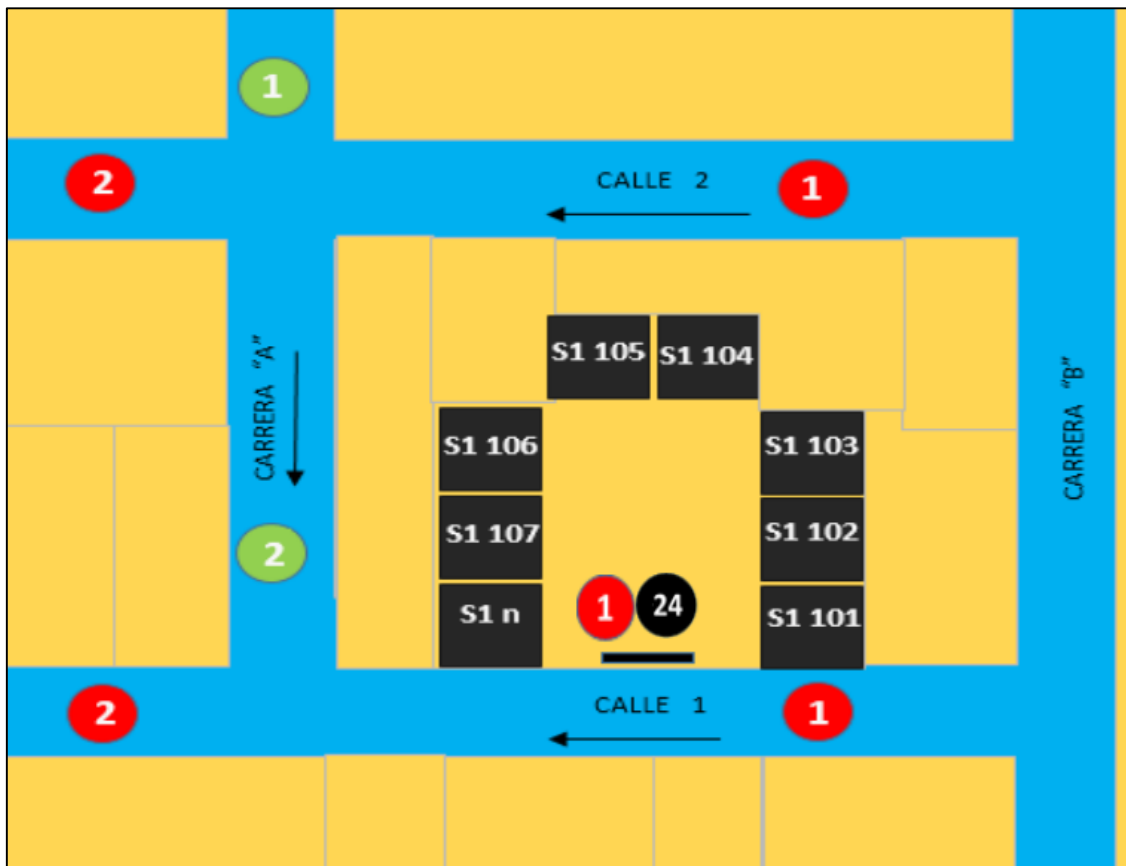 1
2
CALLE 2
1
S1 105
S1 104
CARRERA "A"
CARRERA "B"
S1 106
S1 103
S1 107
S1 102
2
1
24
S1 n
S1 101
2
CALLE 1
1